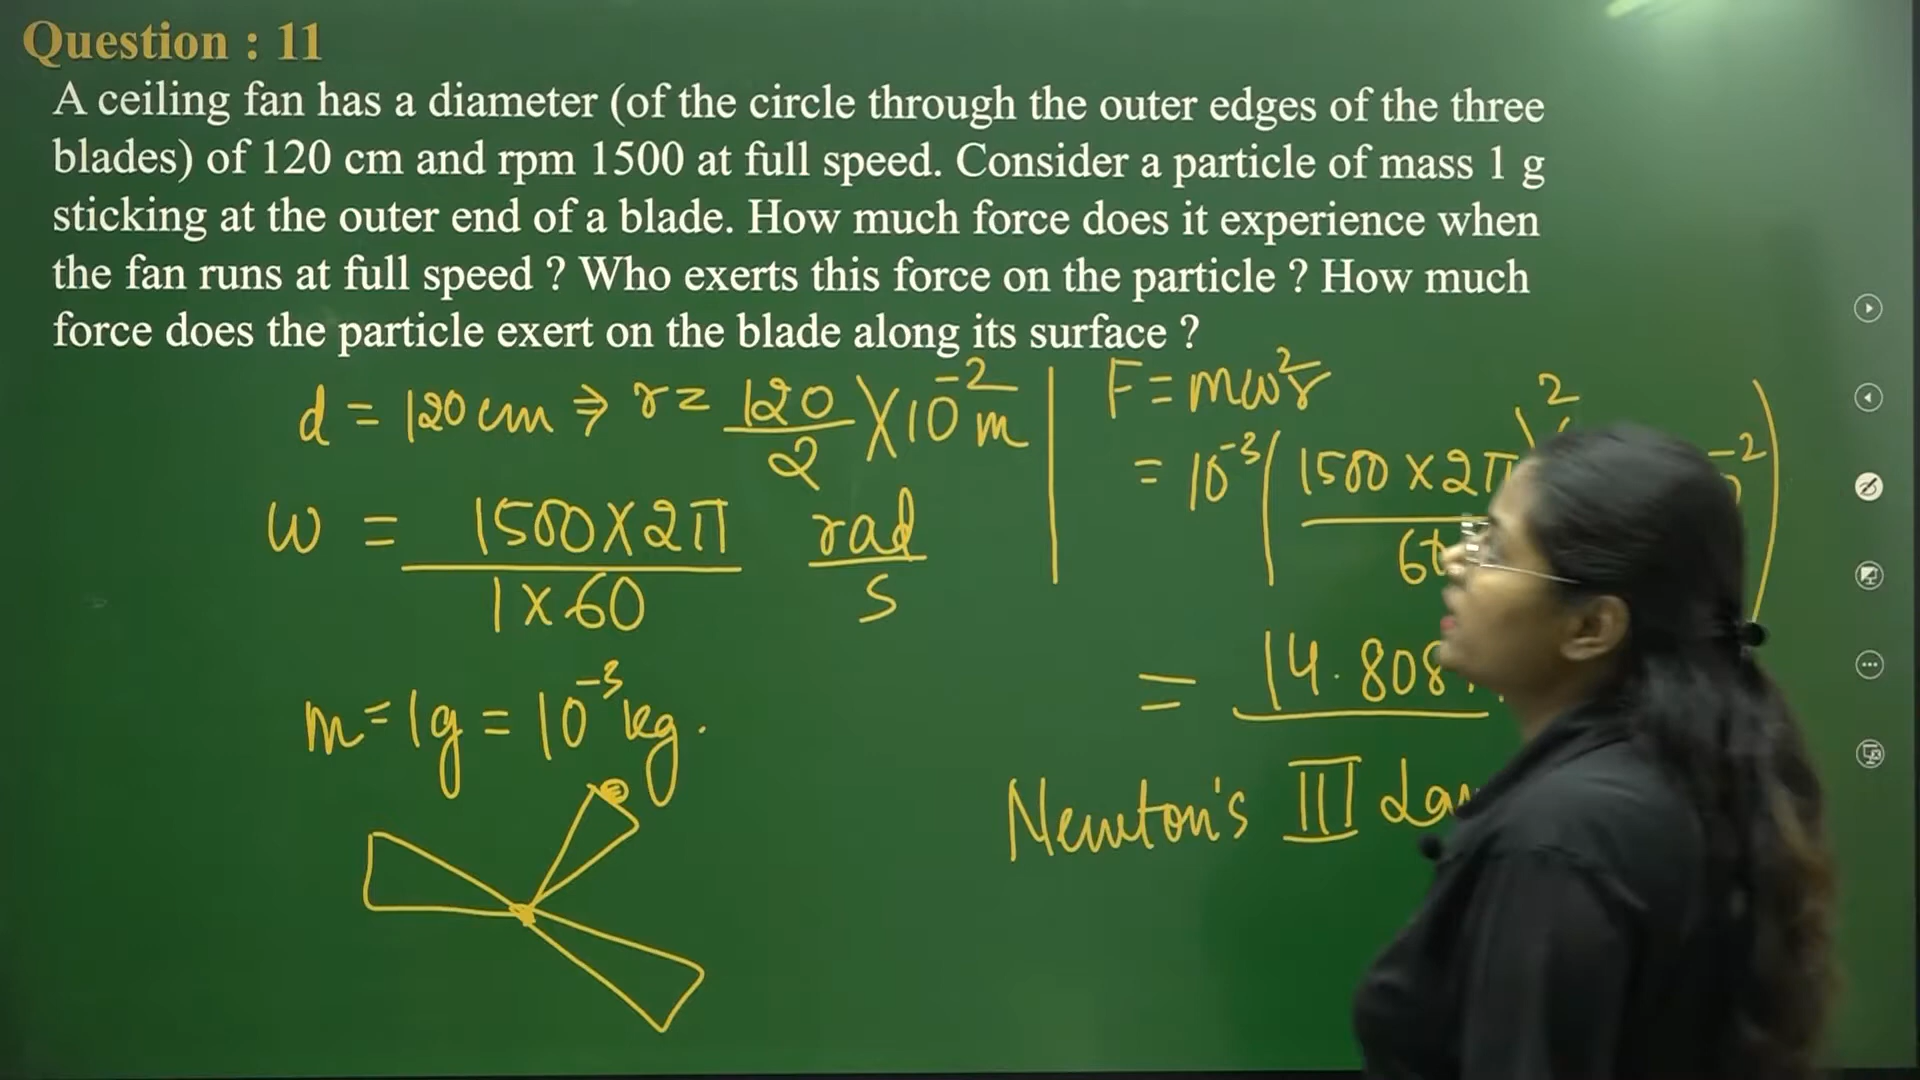 Question : 11
A ceiling fan has a diameter (of the circle through the outer edges of the three
blades) of 120 cm and rpm 1500 at full speed. Consider a particle of mass 1 g
sticking at the outer end of a blade. How much force does it experience when
the fan runs at full speed ? Who exerts this force on the particle ? How much
force does the particle exert on the blade along its surface ?
d = 120 cm ⇒ r = 120/2 × 10⁻² m
ω = 1500 × 2π / 1 × 60 rad/s
m = 1g = 10⁻³ kg.
F = mω²r
= 10⁻³ (1500 × 2π / 60)²
= 14.808
Newton's III